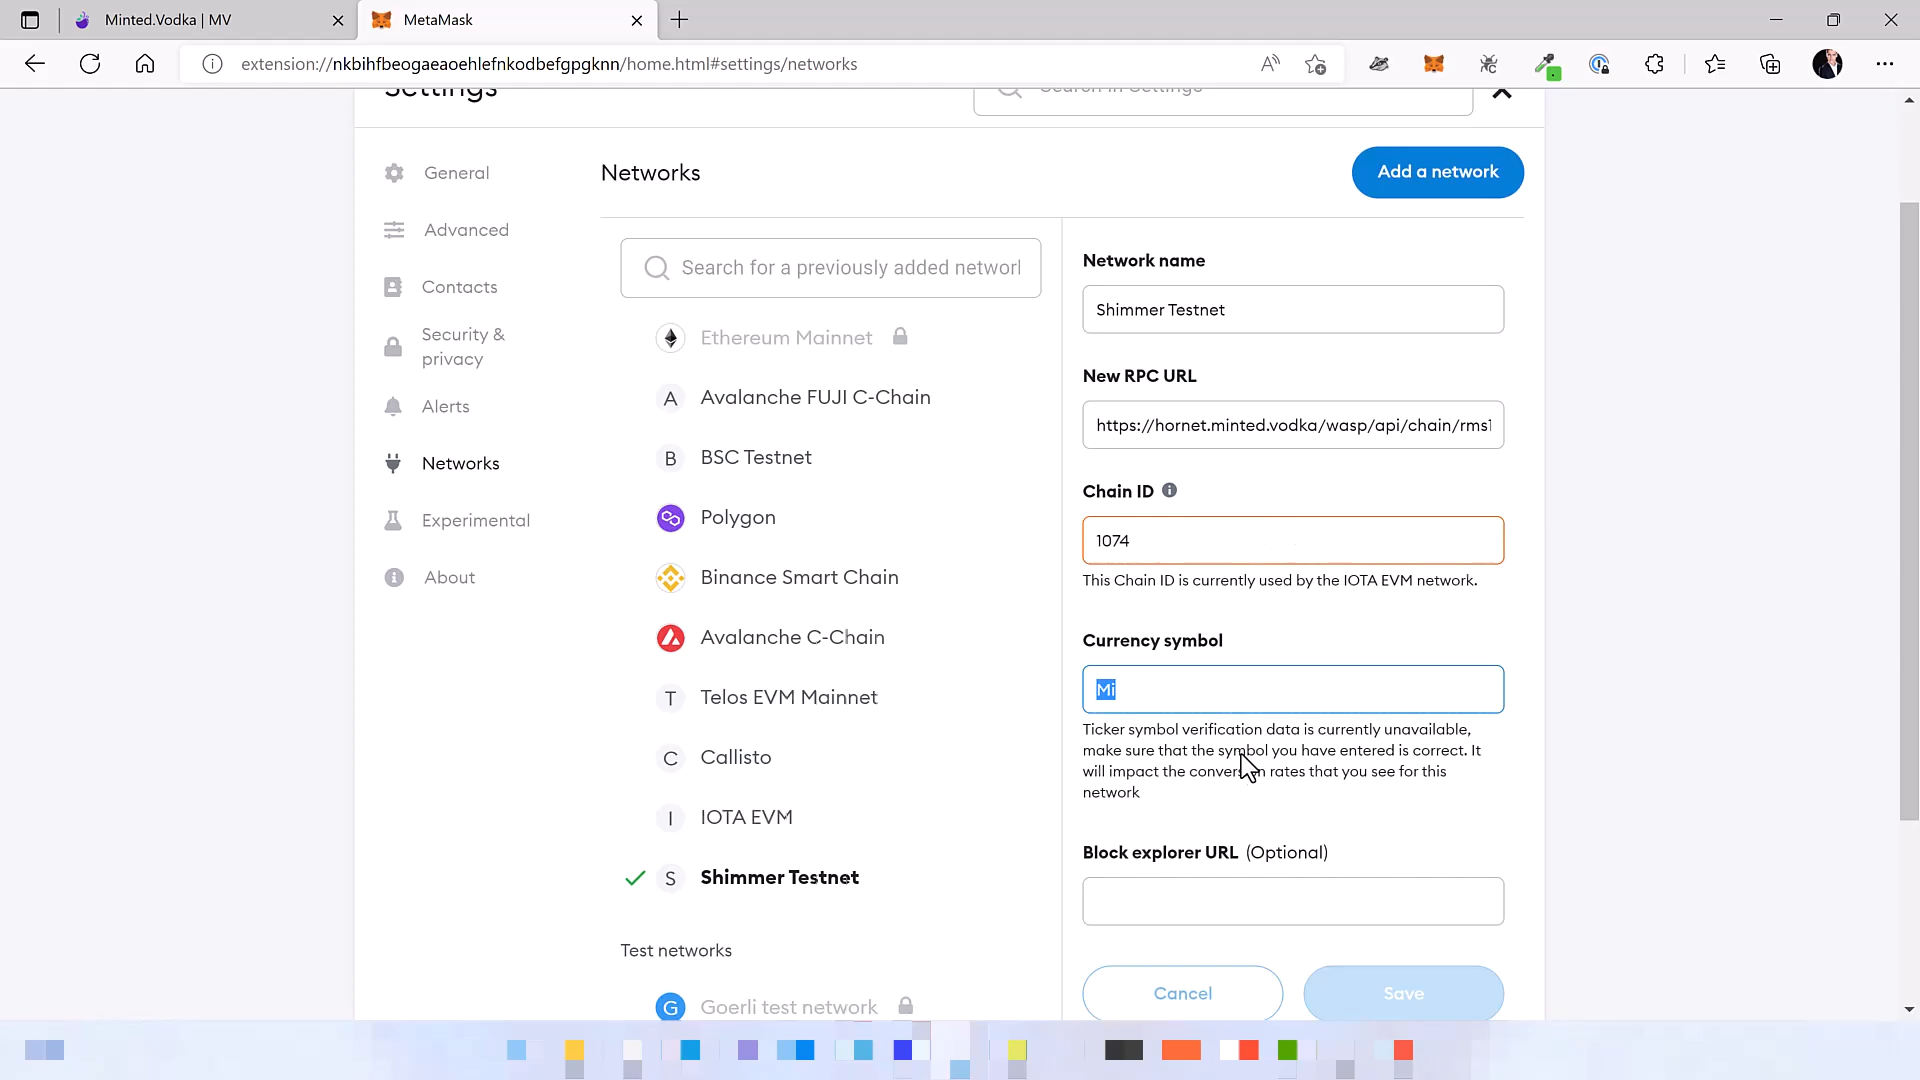 Minted.Vodka | MV
MetaMask
extension://nkbihfbeogaeaoehlefnkodbefgpgknn/home.html#settings/networks
Settings
Search in Settings
General
Advanced
Contacts
Security &
privacy
Alerts
Networks
Experimental
About
Networks
Add a network
Search for a previously added network
Ethereum Mainnet
A Avalanche FUJI C-Chain
B BSC Testnet
Polygon
Binance Smart Chain
Avalanche C-Chain
T Telos EVM Mainnet
C Callisto
I IOTA EVM
S Shimmer Testnet
Test networks
G Goerli test network
Network name
Shimmer Testnet
New RPC URL
https://hornet.minted.vodka/wasp/api/chain/rms1
Chain ID
1074
This Chain ID is currently used by the IOTA EVM network.
Currency symbol
Mi
Ticker symbol verification data is currently unavailable,
make sure that the symbol you have entered is correct. It
will impact the conversion rates that you see for this
network
Block explorer URL (Optional)
Cancel
Save